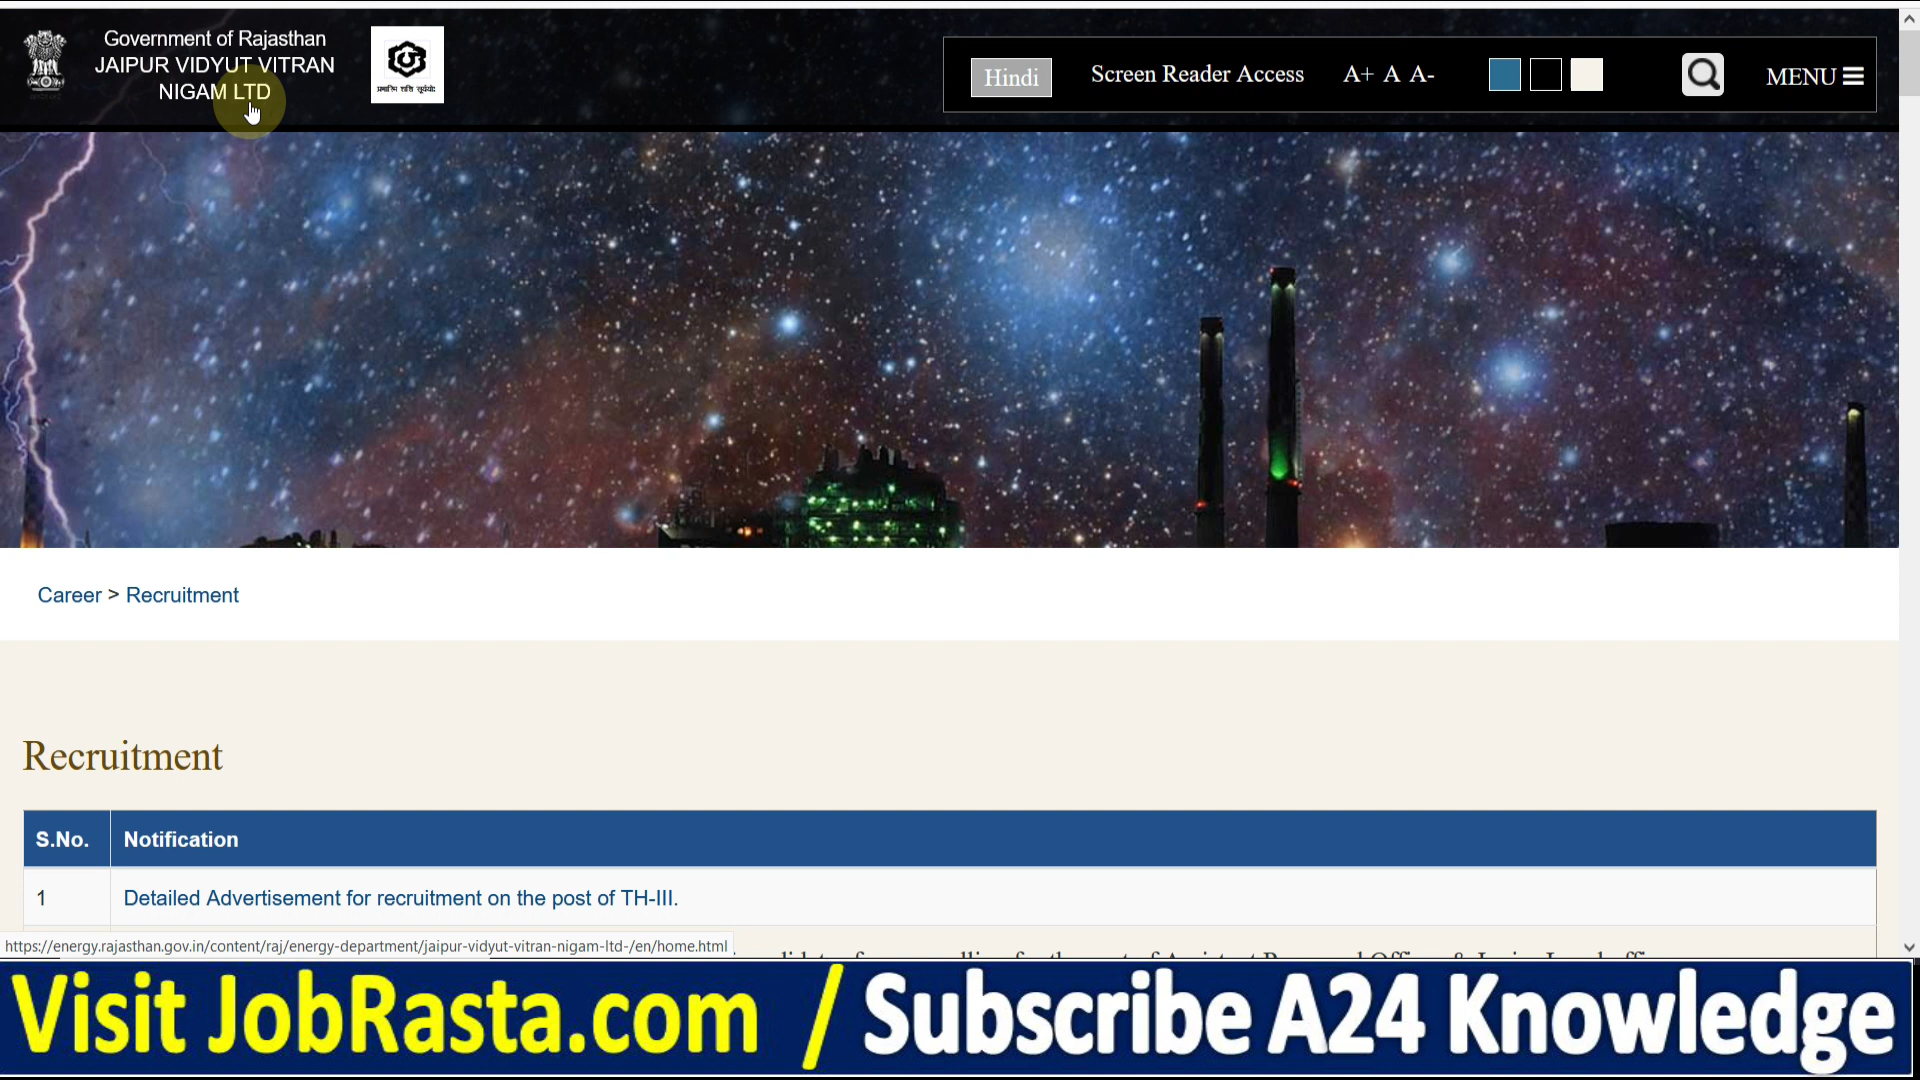 Government of Rajasthan
JAIPUR VIDYUT VITRAN
NIGAM LTD
Hindi
Screen Reader Access
A+ A A-
MENU
Career > Recruitment
Recruitment
S.No. Notification
1 Detailed Advertisement for recruitment on the post of TH-III.
https://energy.rajasthan.gov.in/content/raj/energy-department/jaipur-vidyut-vitran-nigam-ltd-/en/home.html
Visit JobRasta.com / Subscribe A24 Knowledge